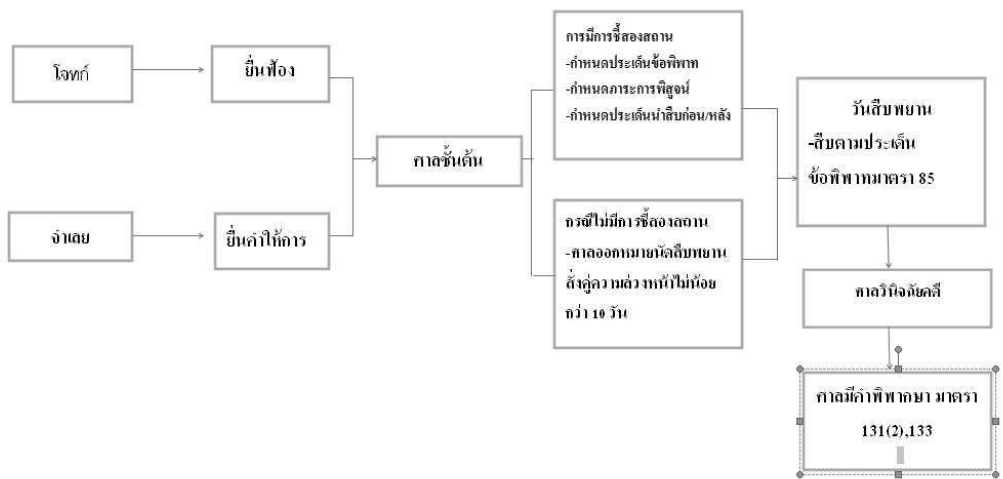 โจทก์
ยื่นฟ้อง
จำเลย
ยื่นคำให้การ
ศาลชั้นต้น
การมีการชี้สองสถาน
-กำหนดประเด็นข้อพิพาท
-กำหนดภาระการพิสูจน์
-กำหนดประเด็นนำสืบก่อน/หลัง
กรณีไม่มีการชี้สองสถาน
-ศาลออกหมายนัดสืบพยาน
สั่งคู่ความล่วงหน้าไม่น้อย
กว่า 10 วัน
วันสืบพยาน
-สืบตามประเด็น
ข้อพิพาทมาตรา 85
ศาลวินิจฉัยคดี
ศาลมีคำพิพากษา มาตรา
131(2),133